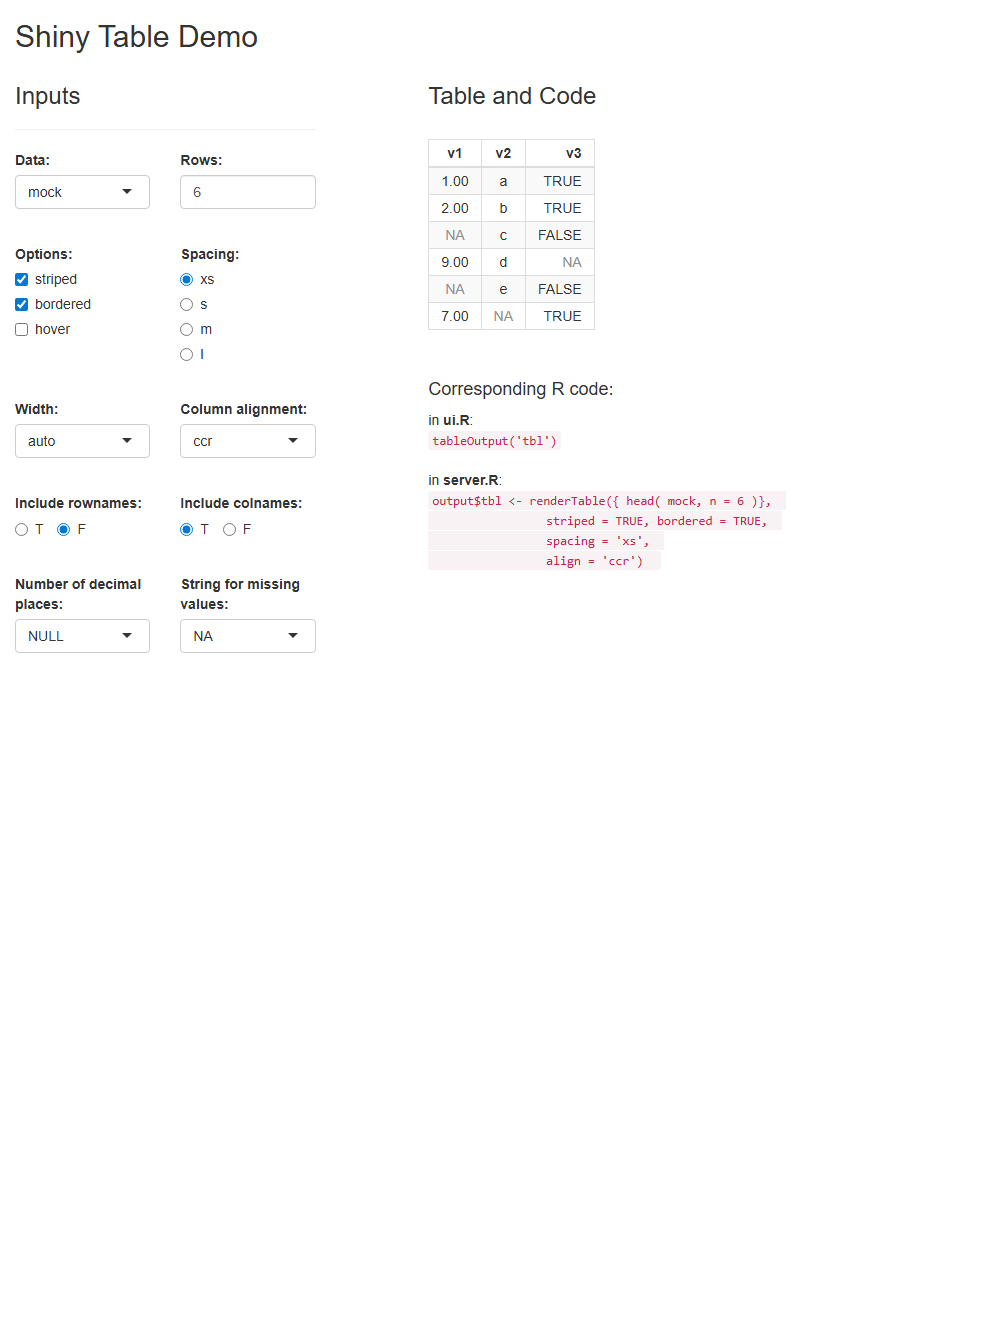 Shiny Table Demo
Inputs
Data:
mock
Rows:
6
Options:
striped
bordered
hover
Spacing:
xs
s
m
l
Width:
auto
Column alignment:
ccr
Include rownames:
T F
Include colnames:
T F
Number of decimal
places:
NULL
String for missing
values:
NA
Table and Code
v1 v2 v3
1.00 a TRUE
2.00 b TRUE
NA c FALSE
9.00 d NA
NA e FALSE
7.00 NA TRUE
Corresponding R code:
in ui.R:
tableOutput('tbl')
in server.R:
output$tbl <- renderTable({ head( mock, n = 6 )},
striped = TRUE, bordered = TRUE,
spacing = 'xs',
align = 'ccr')